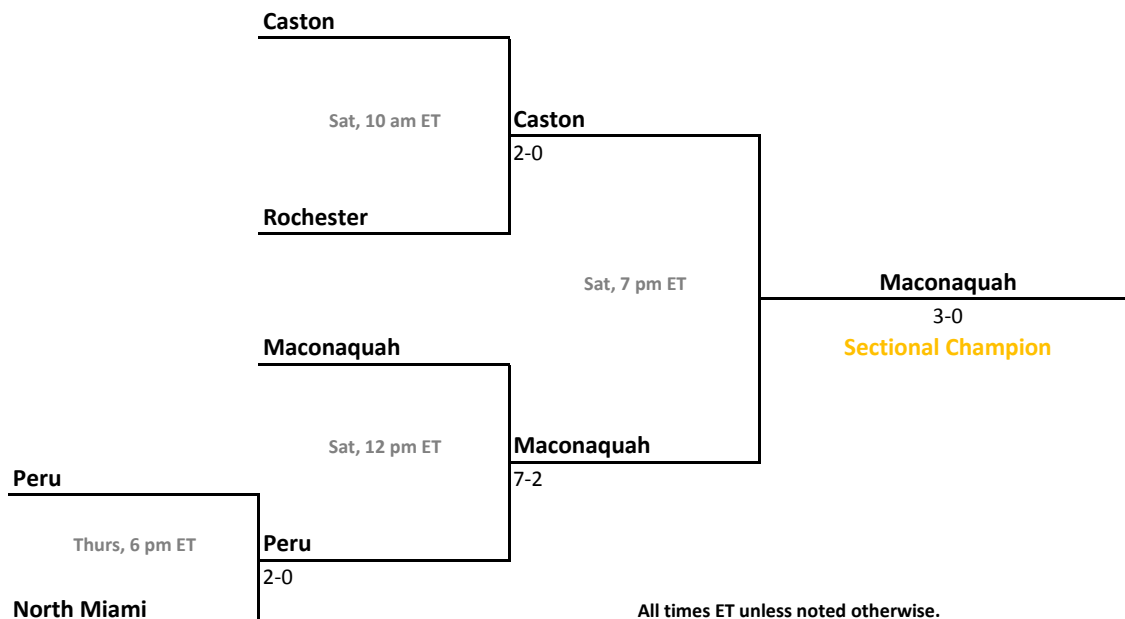 Caston
Sat, 10 am ET
Caston
2-0
Rochester
Sat, 7 pm ET
Maconaquah
3-0
Sectional Champion
Maconaquah
Sat, 12 pm ET
Maconaquah
7-2
Peru
Thurs, 6 pm ET
Peru
2-0
North Miami
All times ET unless noted otherwise.